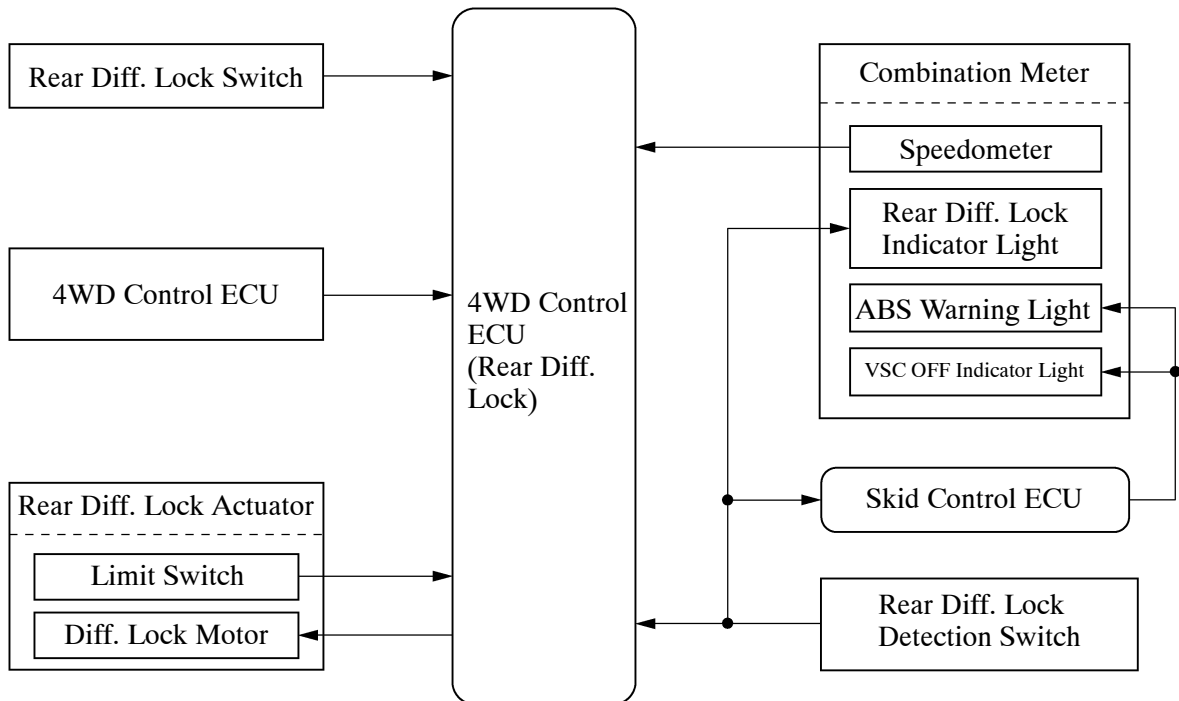 Rear Diff. Lock Switch
4WD Control ECU
Rear Diff. Lock Actuator
Limit Switch
Diff. Lock Motor
4WD Control
ECU
(Rear Diff.
Lock)
Combination Meter
Speedometer
Rear Diff. Lock
Indicator Light
ABS Warning Light
VSC OFF Indicator Light
Skid Control ECU
Rear Diff. Lock
Detection Switch